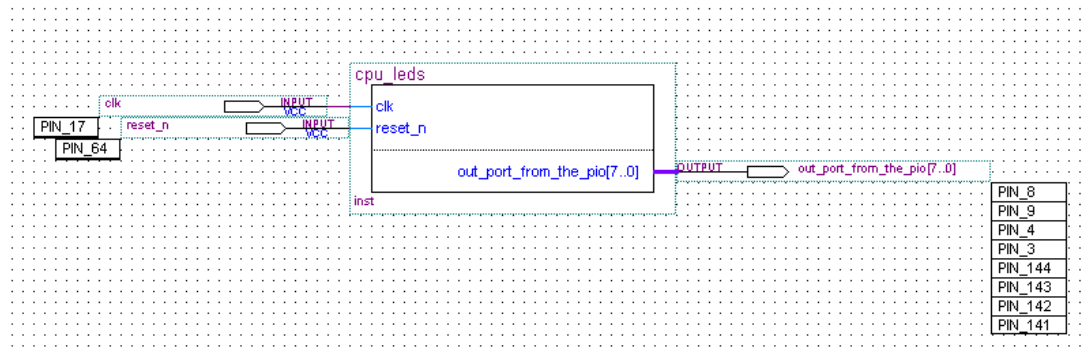 cpu_leds
clk INPUT VCC clk
PIN_17 reset_n INPUT VCC reset_n
PIN_64
out_port_from_the_pio[7..0] OUTPUT out_port_from_the_pio[7..0]
inst
PIN_8
PIN_9
PIN_4
PIN_3
PIN_144
PIN_143
PIN_142
PIN_141